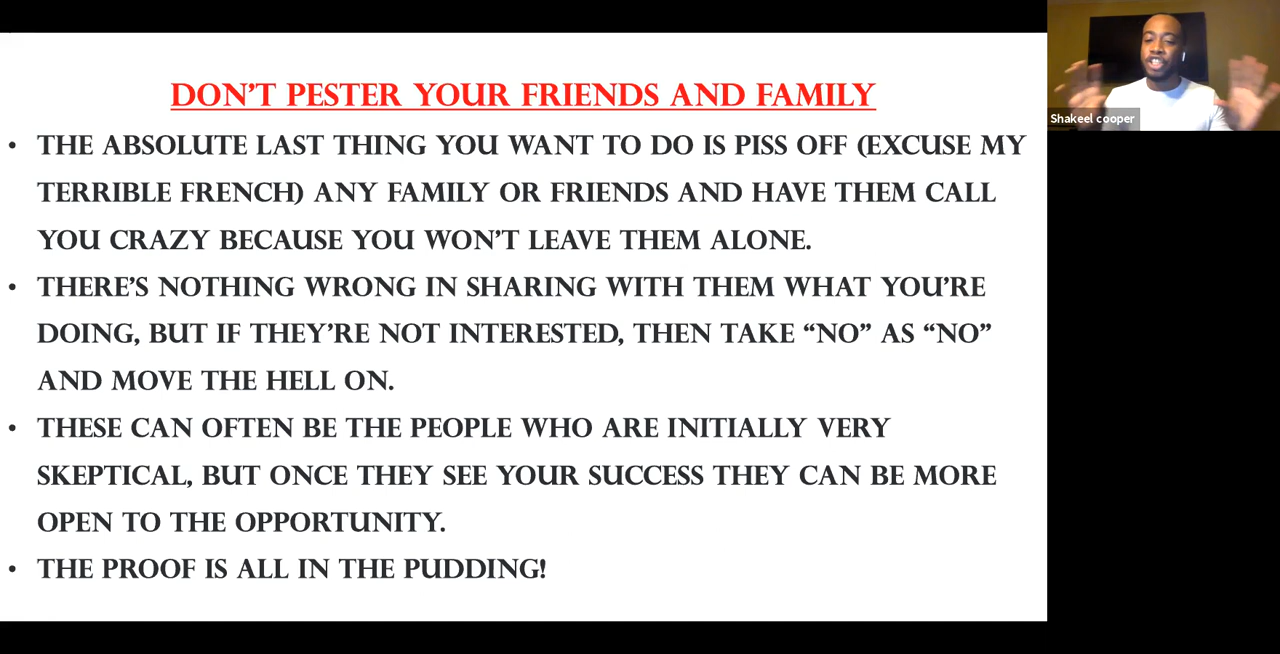 DON'T PESTER YOUR FRIENDS AND FAMILY
• THE ABSOLUTE LAST THING YOU WANT TO DO IS PISS OFF (EXCUSE MY
TERRIBLE FRENCH) ANY FAMILY OR FRIENDS AND HAVE THEM CALL
YOU CRAZY BECAUSE YOU WON'T LEAVE THEM ALONE.
• THERE'S NOTHING WRONG IN SHARING WITH THEM WHAT YOU'RE
DOING, BUT IF THEY'RE NOT INTERESTED, THEN TAKE “NO” AS “NO”
AND MOVE THE HELL ON.
• THESE CAN OFTEN BE THE PEOPLE WHO ARE INITIALLY VERY
SKEPTICAL, BUT ONCE THEY SEE YOUR SUCCESS THEY CAN BE MORE
OPEN TO THE OPPORTUNITY.
• THE PROOF IS ALL IN THE PUDDING!
Shakeel cooper